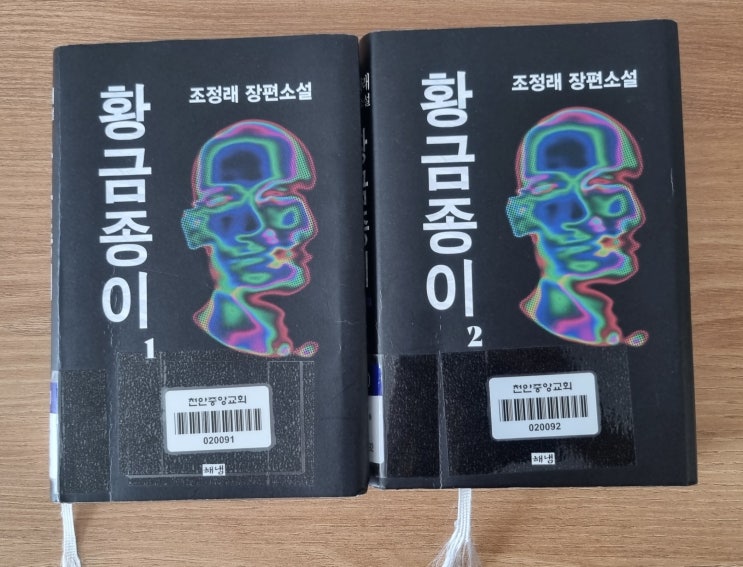 조정래 장편소설
황금종이
1
천안중앙교회
020091
해냄
조정래 장편소설
황금종이
2
천안중앙교회
020092
해냄